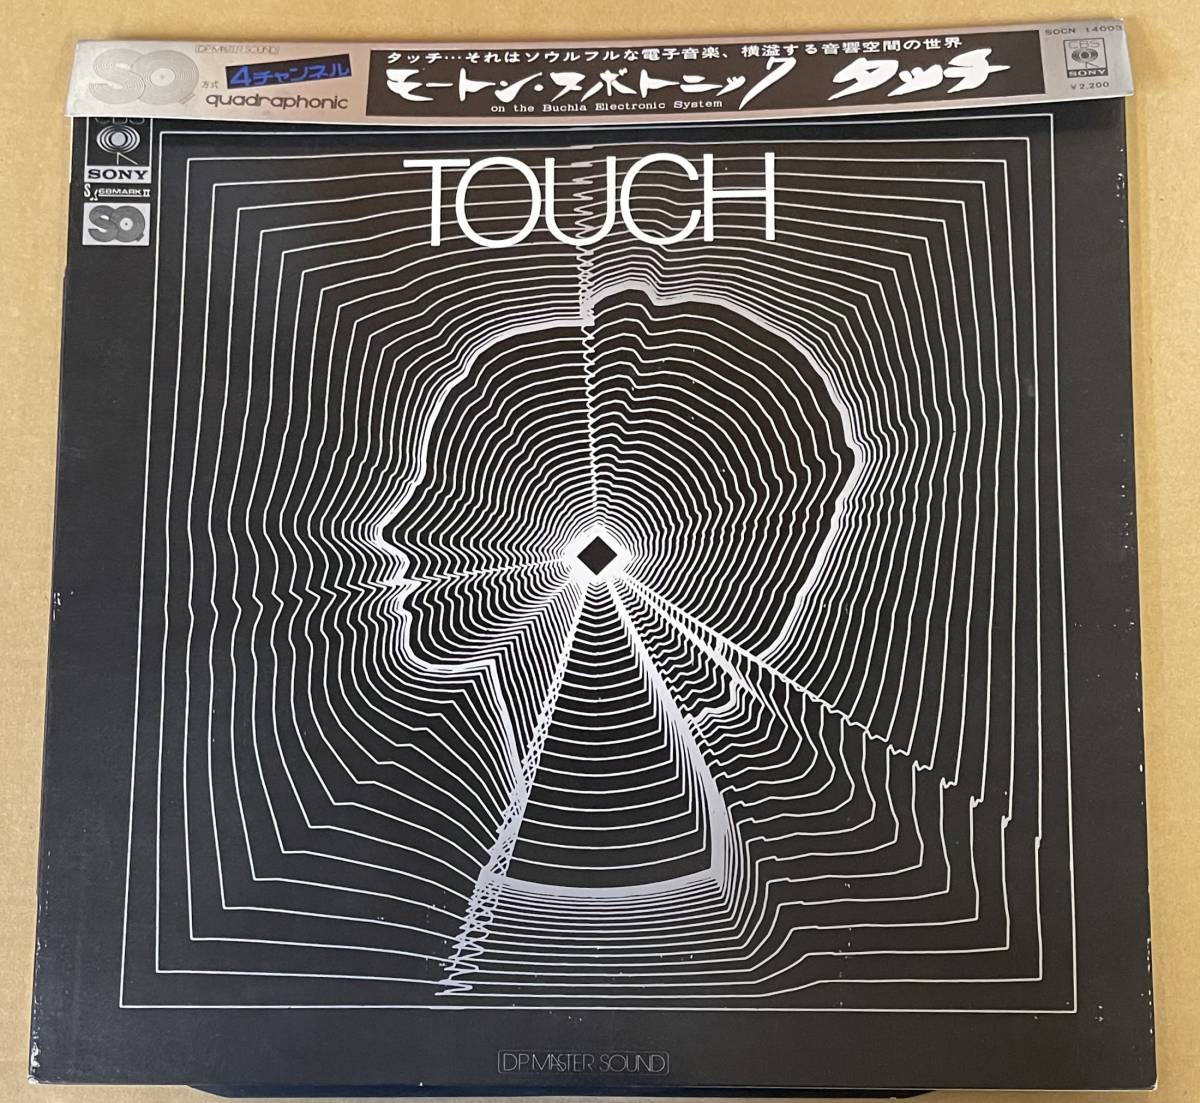 SQ
DP MASTER SOUND
方式
4チャンネル
quadraphonic
タッチ…それはソウルフルな電子音楽、横溢する音響空間の世界
モートン・スボトニック タッチ
on the Buchla Electronic System
SOCN 14003
CBS
SONY
¥2,200
CBS
SONY
SX68MARKⅡ
SQ
TOUCH
DP MASTER SOUND